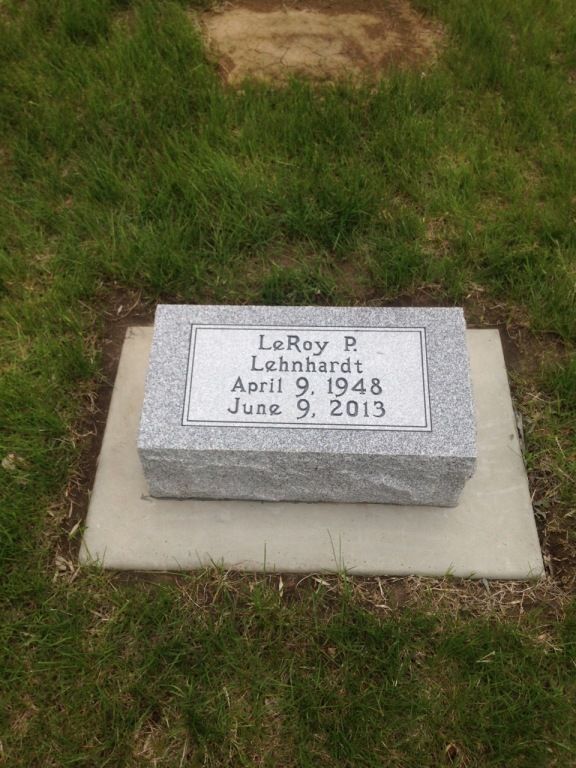 LeRoy P.
Lehnhardt
April 9, 1948
June 9, 2013